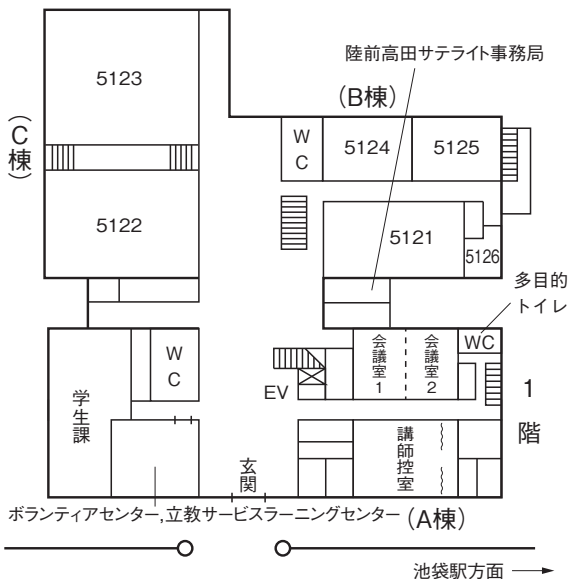 陸前高田サテライト事務局
5123
(B棟)
(C棟)
WC
5124
5125
5122
5121
5126
多目的
トイレ
WC
会議室1
会議室2
WC
EV
学生課
1階
講師控室
玄関
ボランティアセンター,立教サービスラーニングセンター
(A棟)
池袋駅方面